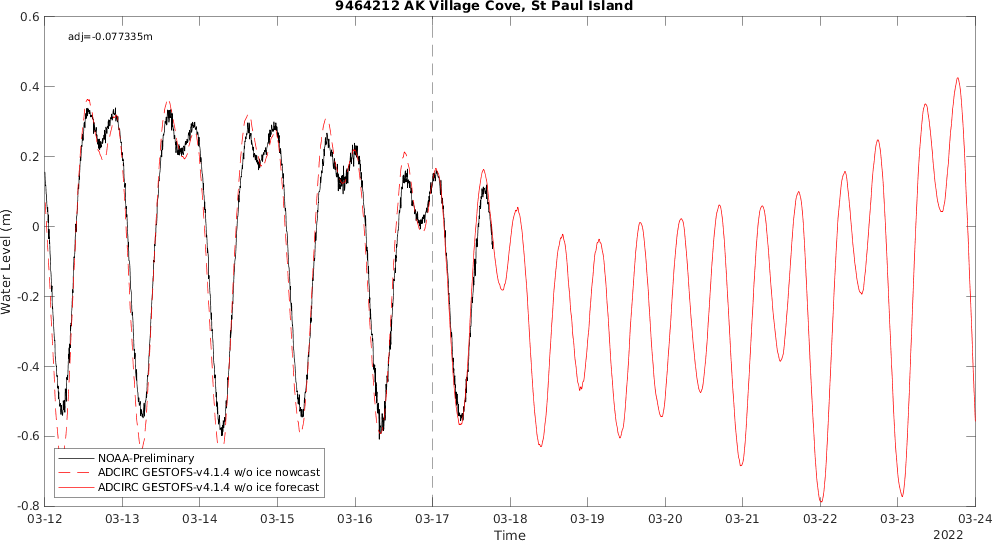 9464212 AK Village Cove, St Paul Island
adj=-0.077335m
0.6
0.4
0.2
0
-0.2
-0.4
-0.6
-0.8
Water Level (m)
NOAA-Preliminary
ADCIRC GESTOFS-v4.1.4 w/o ice nowcast
ADCIRC GESTOFS-v4.1.4 w/o ice forecast
03-12 03-13 03-14 03-15 03-16 03-17 03-18 03-19 03-20 03-21 03-22 03-23 03-24
Time
2022